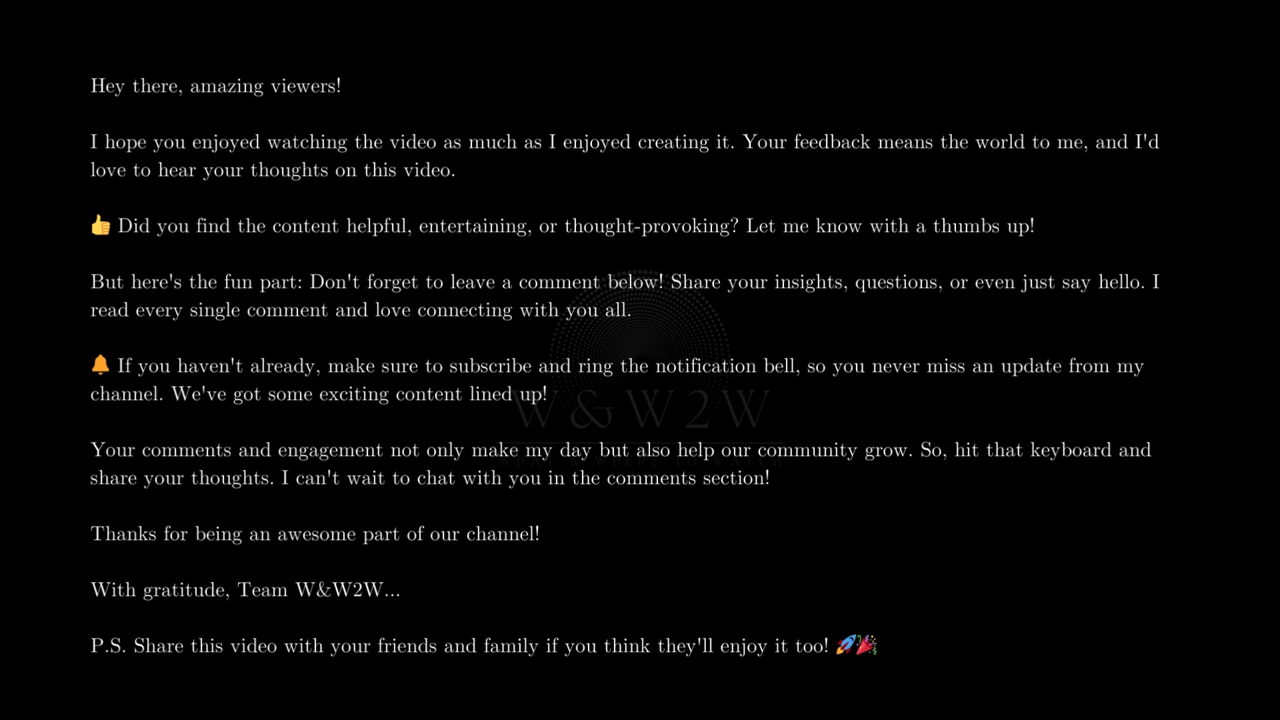 Hey there, amazing viewers!
I hope you enjoyed watching the video as much as I enjoyed creating it. Your feedback means the world to me, and I'd
love to hear your thoughts on this video.
👍 Did you find the content helpful, entertaining, or thought-provoking? Let me know with a thumbs up!
But here's the fun part: Don't forget to leave a comment below! Share your insights, questions, or even just say hello. I
read every single comment and love connecting with you all.
🔔 If you haven't already, make sure to subscribe and ring the notification bell, so you never miss an update from my
channel. We've got some exciting content lined up!
W&W2W
Your comments and engagement not only make my day but also help our community grow. So, hit that keyboard and
share your thoughts. I can't wait to chat with you in the comments section!
Thanks for being an awesome part of our channel!
With gratitude, Team W&W2W...
P.S. Share this video with your friends and family if you think they'll enjoy it too! 🚀🎉